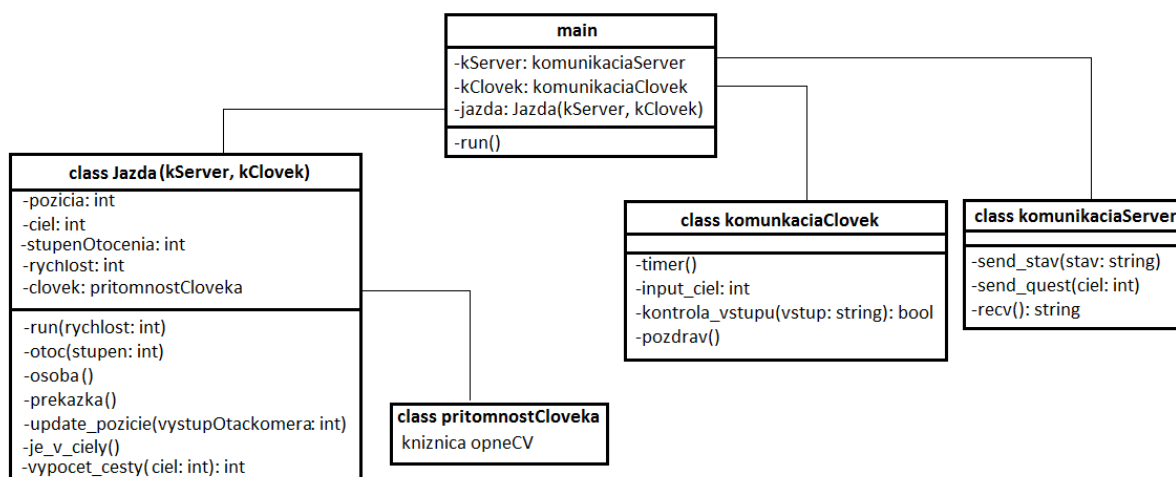 main
-kServer: komunikaciaServer
-kClovek: komunikaciaClovek
-jazda: Jazda(kServer, kClovek)
-run()
class Jazda(kServer, kClovek)
-pozicia: int
-ciel: int
-stupenOtocenia: int
-rychlost: int
-clovek: pritomnostCloveka
-run(rychlost: int)
-otoc(stupen: int)
-osoba()
-prekazka()
-update_pozicie(vystupOtackomera: int)
-je_v_ciely()
-vypocet_cesty(ciel: int): int
class pritomnostCloveka
kniznica opneCV
class komunkaciaClovek
-timer()
-input_ciel: int
-kontrola_vstupu(vstup: string): bool
-pozdrav()
class komunikaciaServer
-send_stav(stav: string)
-send_quest(ciel: int)
-recv(): string